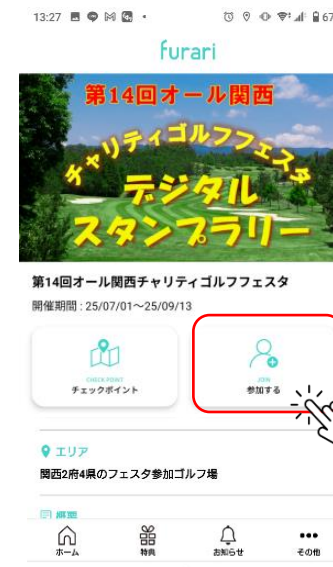 13:27
67
furari
第14回オール関西
チャリティゴルフフェスタ
デジタル
スタンプラリー
第14回オール関西チャリティゴルフフェスタ
開催期間 : 25/07/01～25/09/13
CHECK POINT
チェックポイント
JOIN
参加する
エリア
関西2府4県のフェスタ参加ゴルフ場
概要
ホーム
特典
お知らせ
その他